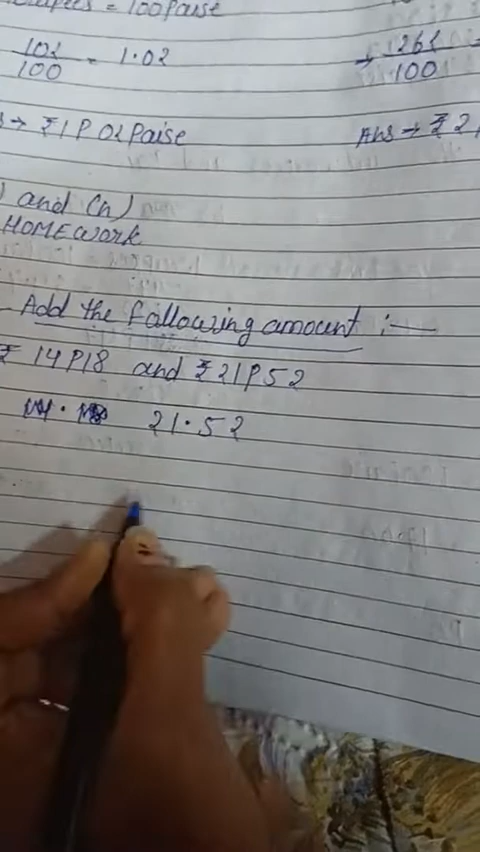 = 100 Paise
102/100 = 1.02
→ 126/100
→ ₹1 P 02 Paise
Ans → ₹2
) and (h)
HOMEWork
Add the fallowing amount :—
₹ 14 P 18 and ₹ 21 P 52
21.52